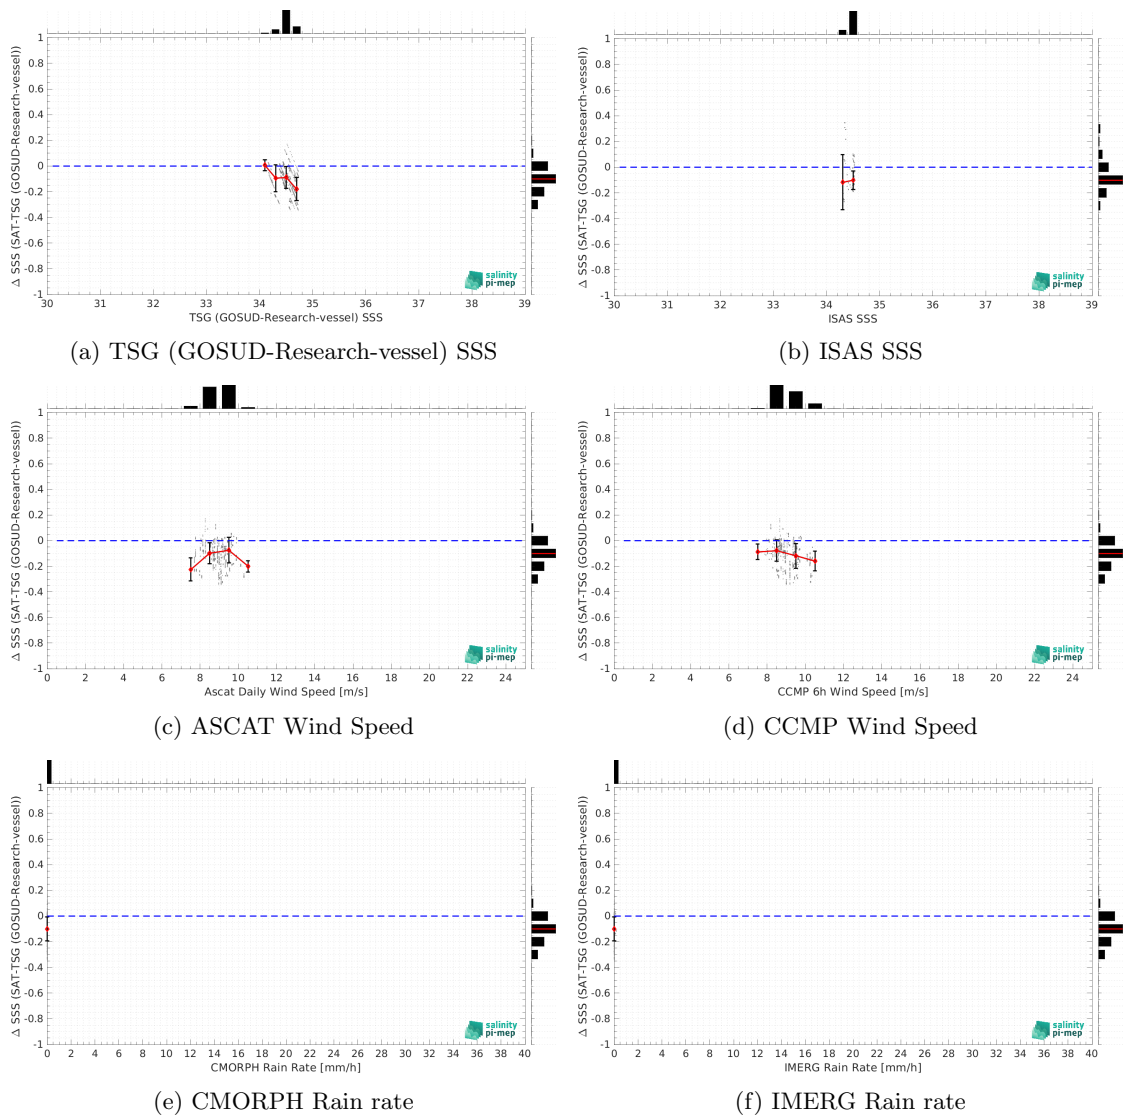 Δ SSS (SAT-TSG (GOSUD-Research-vessel))
1
0.8
0.6
0.4
0.2
0
-0.2
-0.4
-0.6
-0.8
-1
30 31 32 33 34 35 36 37 38 39
TSG (GOSUD-Research-vessel) SSS
salinity
pi-mep
(a) TSG (GOSUD-Research-vessel) SSS
Δ SSS (SAT-TSG (GOSUD-Research-vessel))
1
0.8
0.6
0.4
0.2
0
-0.2
-0.4
-0.6
-0.8
-1
30 31 32 33 34 35 36 37 38 39
ISAS SSS
salinity
pi-mep
(b) ISAS SSS
Δ SSS (SAT-TSG (GOSUD-Research-vessel))
1
0.8
0.6
0.4
0.2
0
-0.2
-0.4
-0.6
-0.8
-1
0 2 4 6 8 10 12 14 16 18 20 22 24
Ascat Daily Wind Speed [m/s]
salinity
pi-mep
(c) ASCAT Wind Speed
Δ SSS (SAT-TSG (GOSUD-Research-vessel))
1
0.8
0.6
0.4
0.2
0
-0.2
-0.4
-0.6
-0.8
-1
0 2 4 6 8 10 12 14 16 18 20 22 24
CCMP 6h Wind Speed [m/s]
salinity
pi-mep
(d) CCMP Wind Speed
Δ SSS (SAT-TSG (GOSUD-Research-vessel))
1
0.8
0.6
0.4
0.2
0
-0.2
-0.4
-0.6
-0.8
-1
0 2 4 6 8 10 12 14 16 18 20 22 24 26 28 30 32 34 36 38 40
CMORPH Rain Rate [mm/h]
salinity
pi-mep
(e) CMORPH Rain rate
Δ SSS (SAT-TSG (GOSUD-Research-vessel))
1
0.8
0.6
0.4
0.2
0
-0.2
-0.4
-0.6
-0.8
-1
0 2 4 6 8 10 12 14 16 18 20 22 24 26 28 30 32 34 36 38 40
IMERG Rain Rate [mm/h]
salinity
pi-mep
(f) IMERG Rain rate